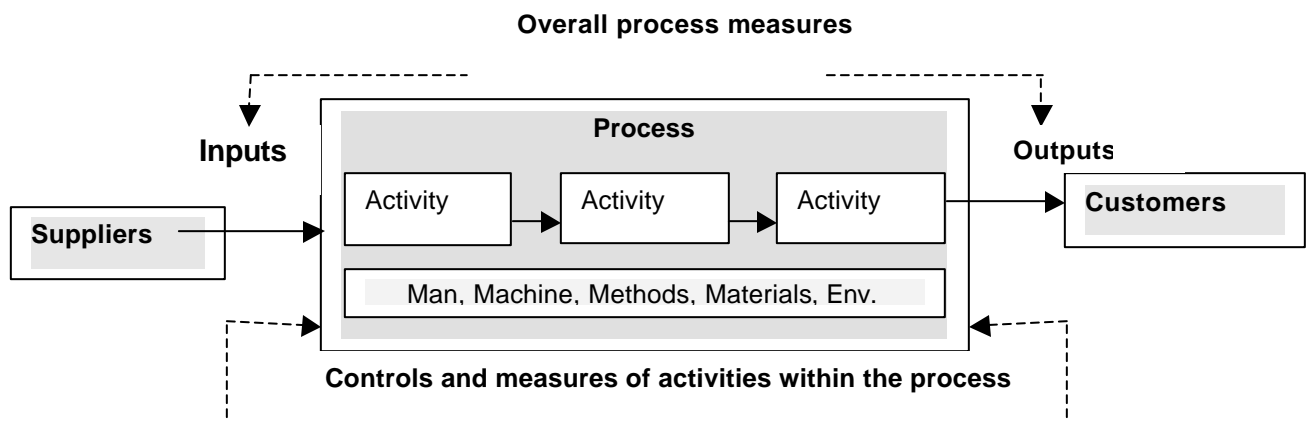 Overall process measures
Process
Inputs
Outputs
Activity
Activity
Activity
Customers
Suppliers
Man, Machine, Methods, Materials, Env.
Controls and measures of activities within the process